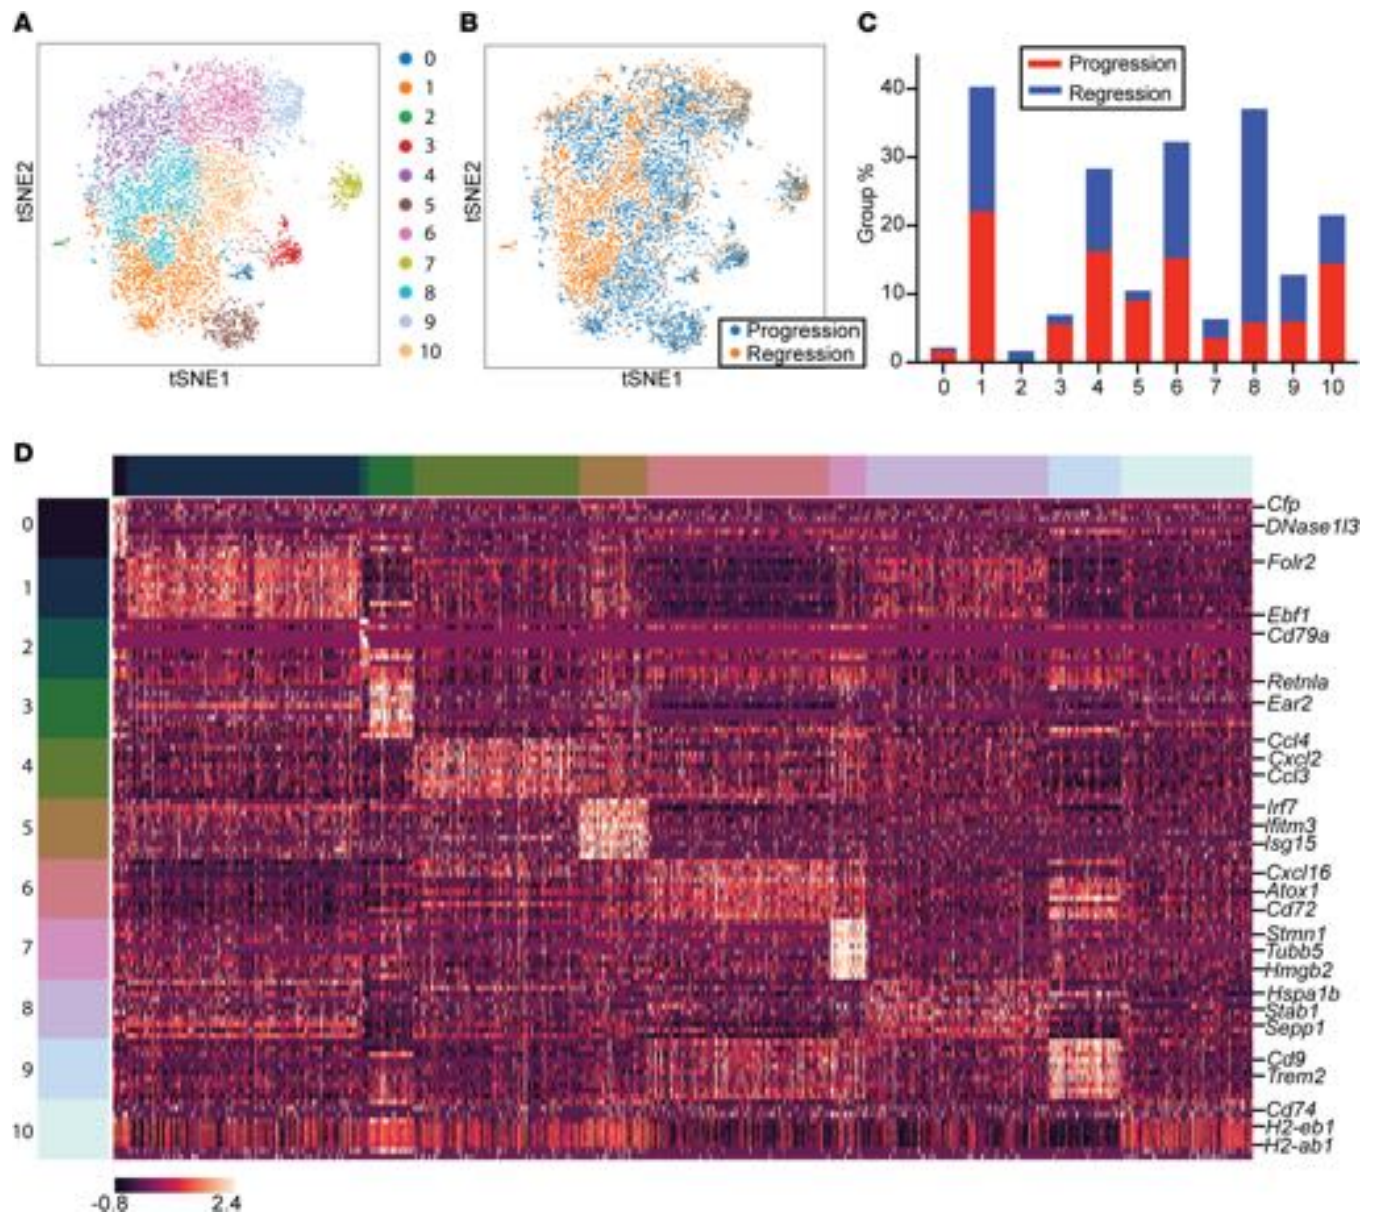 A
tSNE2
tSNE1
0
1
2
3
4
5
6
7
8
9
10
B
tSNE2
tSNE1
Progression
Regression
C
Group %
40
30
20
10
0
Progression
Regression
0 1 2 3 4 5 6 7 8 9 10
D
0
1
2
3
4
5
6
7
8
9
10
Cfp
DNase1l3
Folr2
Ebf1
Cd79a
Retnla
Ear2
Ccl4
Cxcl2
Ccl3
Irf7
Ifitm3
Isg15
Cxcl16
Atox1
Cd72
Stmn1
Tubb5
Hmgb2
Hspa1b
Stab1
Sepp1
Cd9
Trem2
Cd74
H2-eb1
H2-ab1
-0.8 2.4